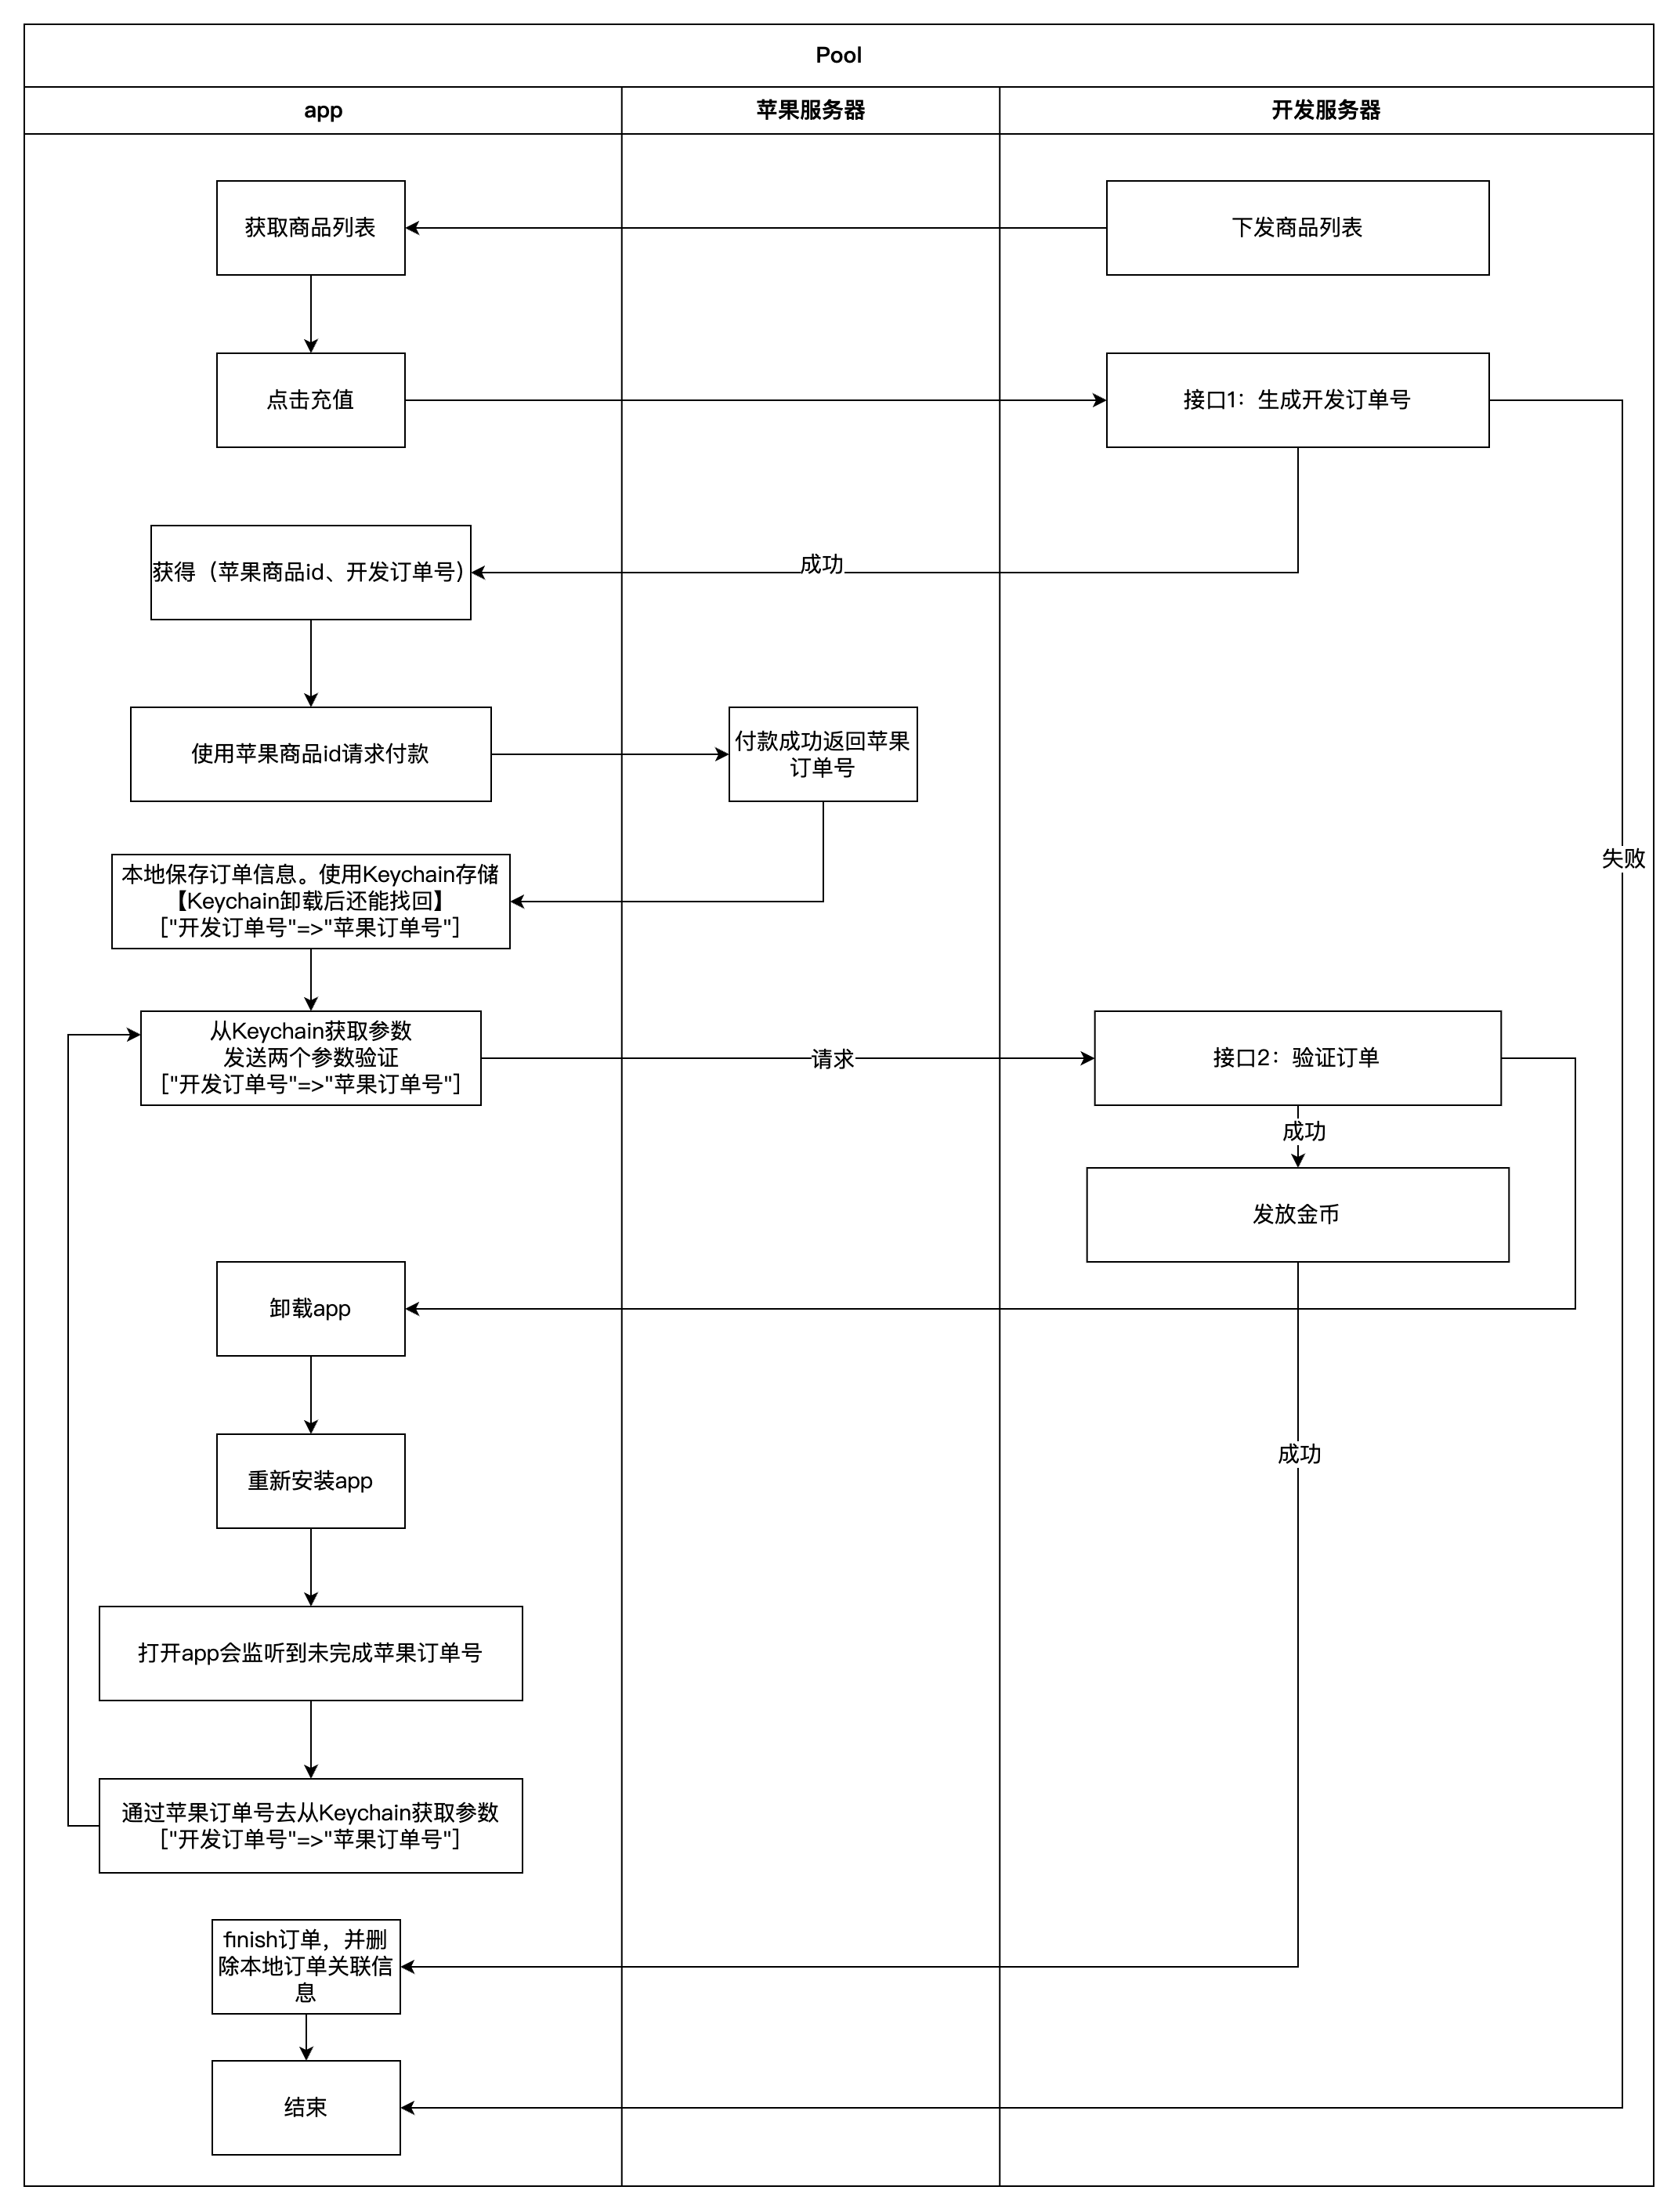 Pool
app
苹果服务器
开发服务器
获取商品列表
下发商品列表
点击充值
接口1：生成开发订单号
获得（苹果商品id、开发订单号）
成功
使用苹果商品id请求付款
付款成功返回苹果
订单号
失败
本地保存订单信息。使用Keychain存储
【Keychain卸载后还能找回】
["开发订单号"=>"苹果订单号"]
从Keychain获取参数
发送两个参数验证
["开发订单号"=>"苹果订单号"]
请求
接口2：验证订单
成功
发放金币
卸载app
成功
重新安装app
打开app会监听到未完成苹果订单号
通过苹果订单号去从Keychain获取参数
["开发订单号"=>"苹果订单号"]
finish订单，并删
除本地订单关联信
息
结束